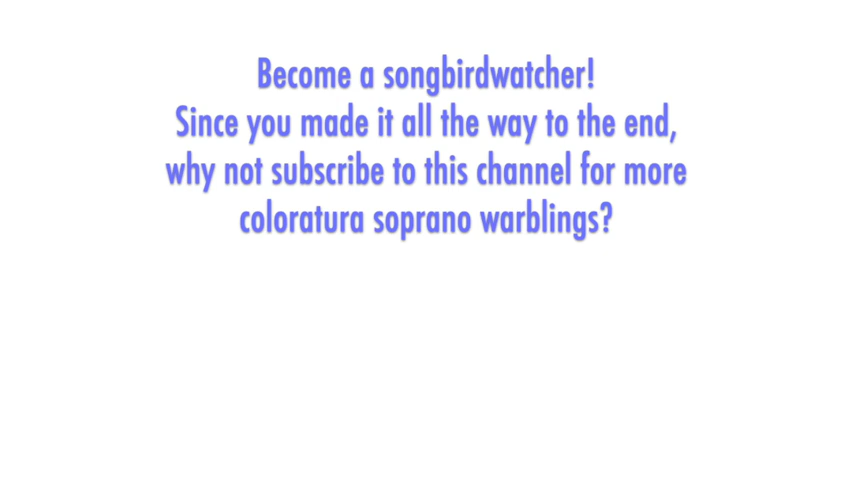 Become a songbirdwatcher!
Since you made it all the way to the end,
why not subscribe to this channel for more
coloratura soprano warblings?